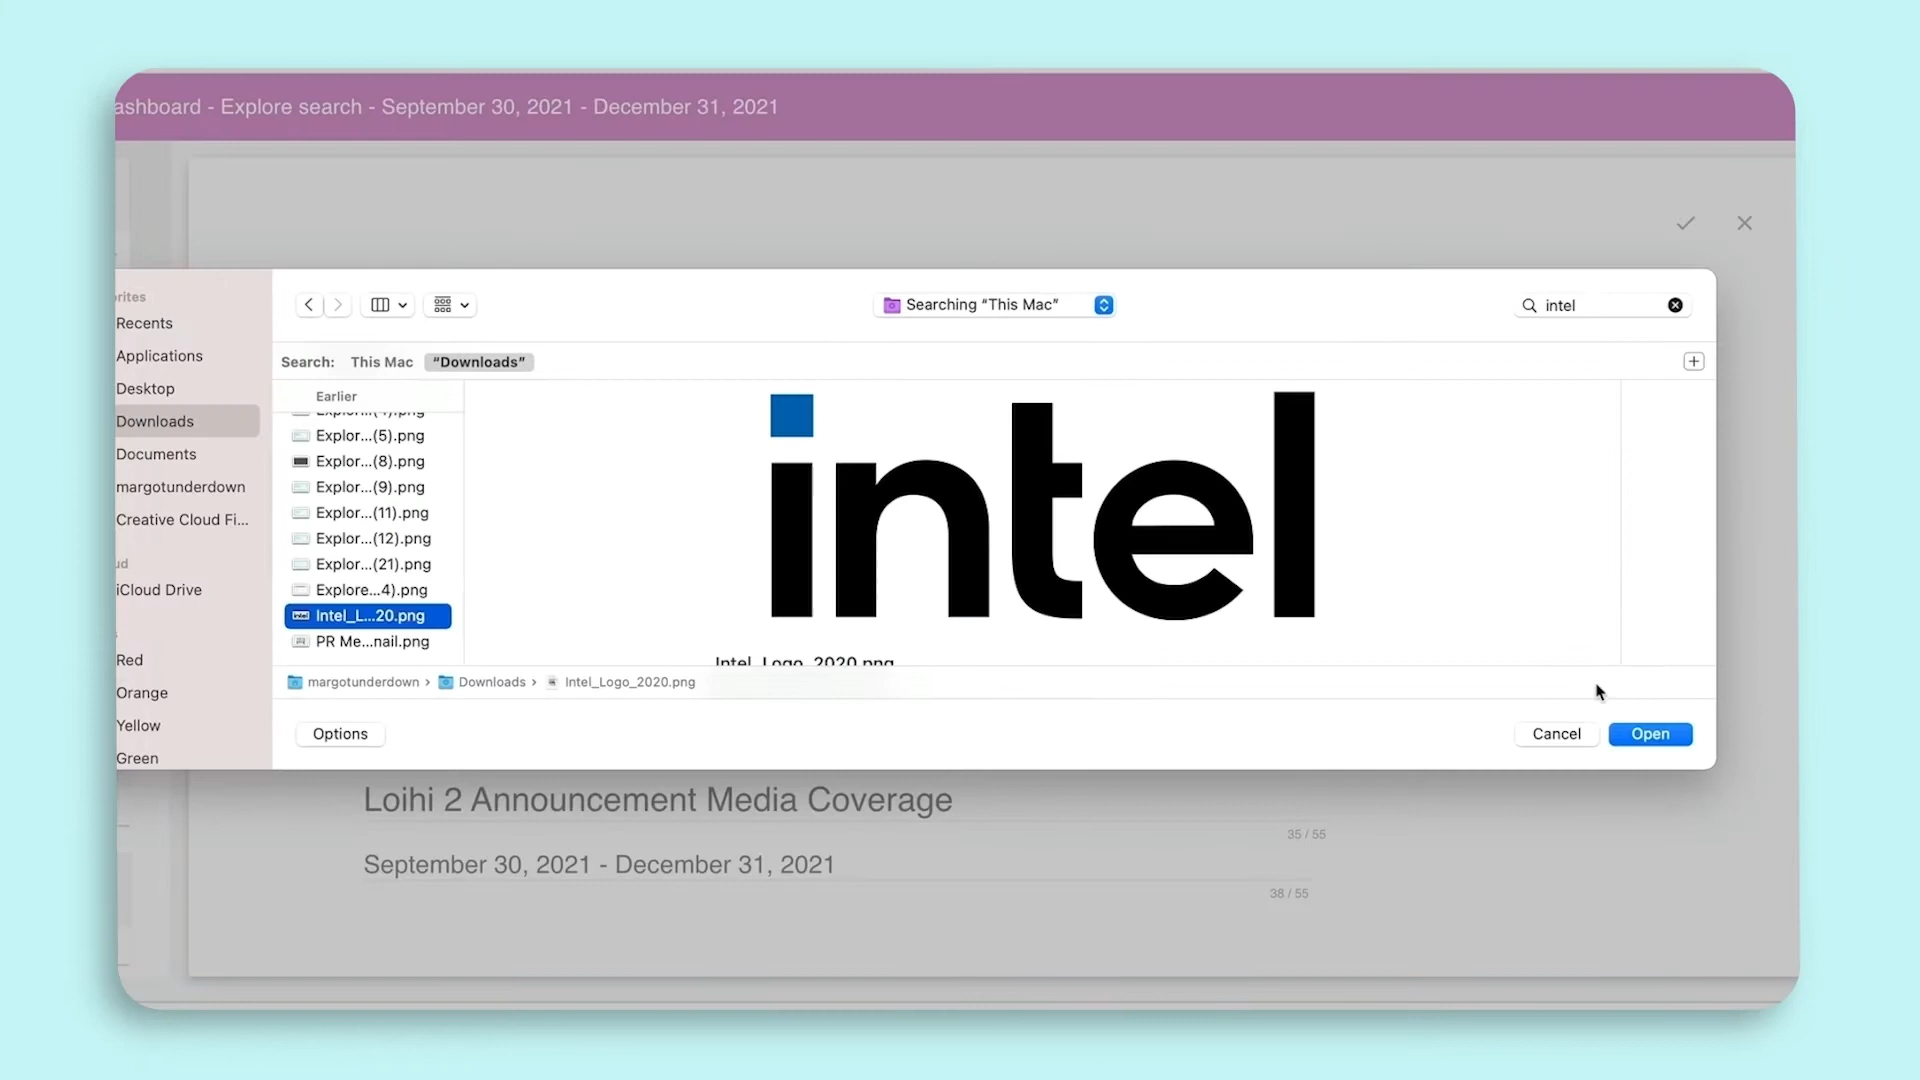 ashboard - Explore search - September 30, 2021 - December 31, 2021
Searching “This Mac”
intel
Search: This Mac “Downloads”
Recents
Applications
Desktop
Downloads
Documents
margotunderdown
Creative Cloud Fi...
iCloud Drive
Red
Orange
Yellow
Green
Earlier
Explor...(5).png
Explor...(8).png
Explor...(9).png
Explor...(11).png
Explor...(12).png
Explor...(21).png
Explore...4).png
Intel_L...20.png
PR Me...nail.png
intel
Intel_Logo_2020.png
margotunderdown › Downloads › Intel_Logo_2020.png
Options
Cancel
Open
Loihi 2 Announcement Media Coverage
35 / 55
September 30, 2021 - December 31, 2021
38 / 55